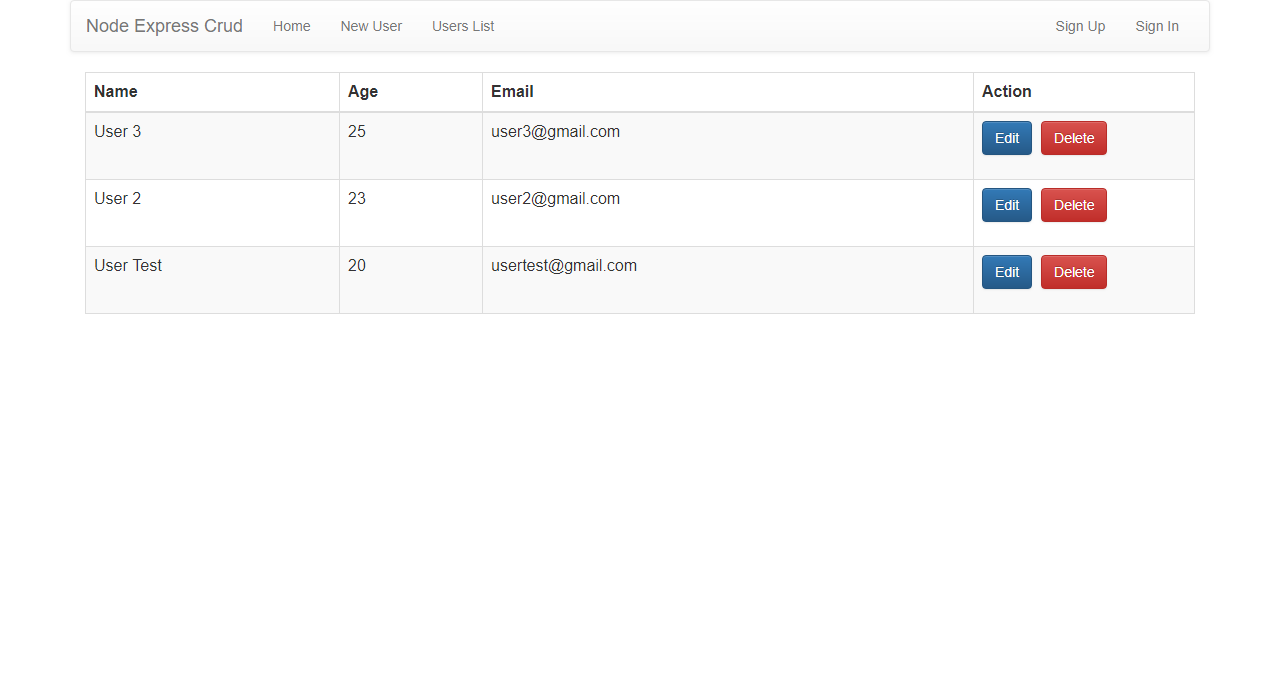 Node Express Crud Home New User Users List Sign Up Sign In
Name Age Email Action
User 3 25 user3@gmail.com Edit Delete
User 2 23 user2@gmail.com Edit Delete
User Test 20 usertest@gmail.com Edit Delete